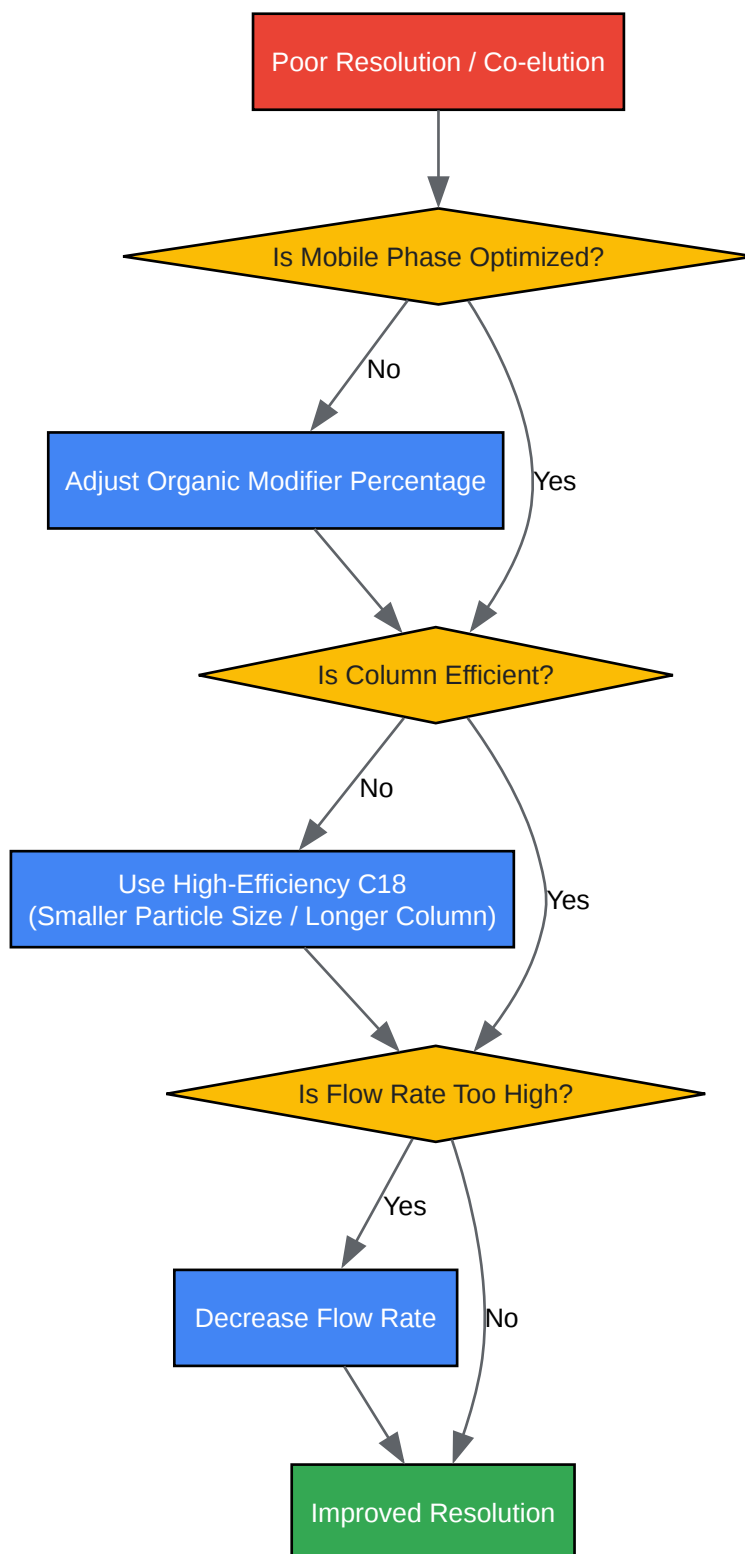 Poor Resolution / Co-elution
Is Mobile Phase Optimized?
No
Adjust Organic Modifier Percentage
Yes
Is Column Efficient?
No
Use High-Efficiency C18
(Smaller Particle Size / Longer Column)
Yes
Is Flow Rate Too High?
Yes
Decrease Flow Rate
No
Improved Resolution